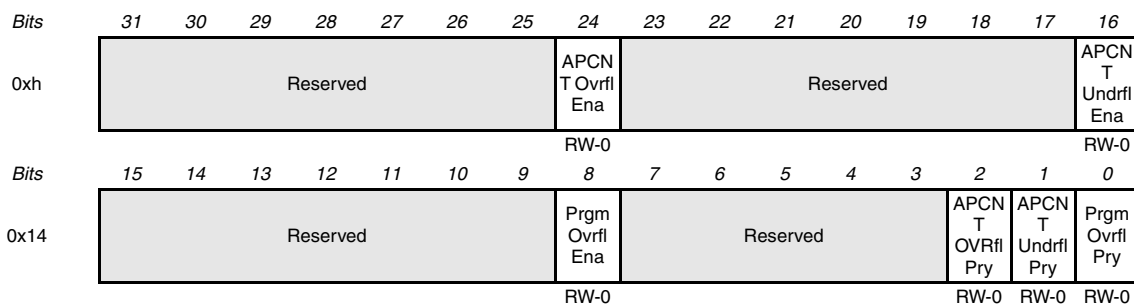 Bits 31 30 29 28 27 26 25 24 23 22 21 20 19 18 17 16
0xh Reserved APCN T Ovrfl Ena Reserved APCN T Undrfl Ena
RW-0 RW-0
Bits 15 14 13 12 11 10 9 8 7 6 5 4 3 2 1 0
0x14 Reserved Prgm Ovrfl Ena Reserved APCN T OVRfl Pry APCN T Undrfl Pry Prgm Ovrfl Pry
RW-0 RW-0 RW-0 RW-0